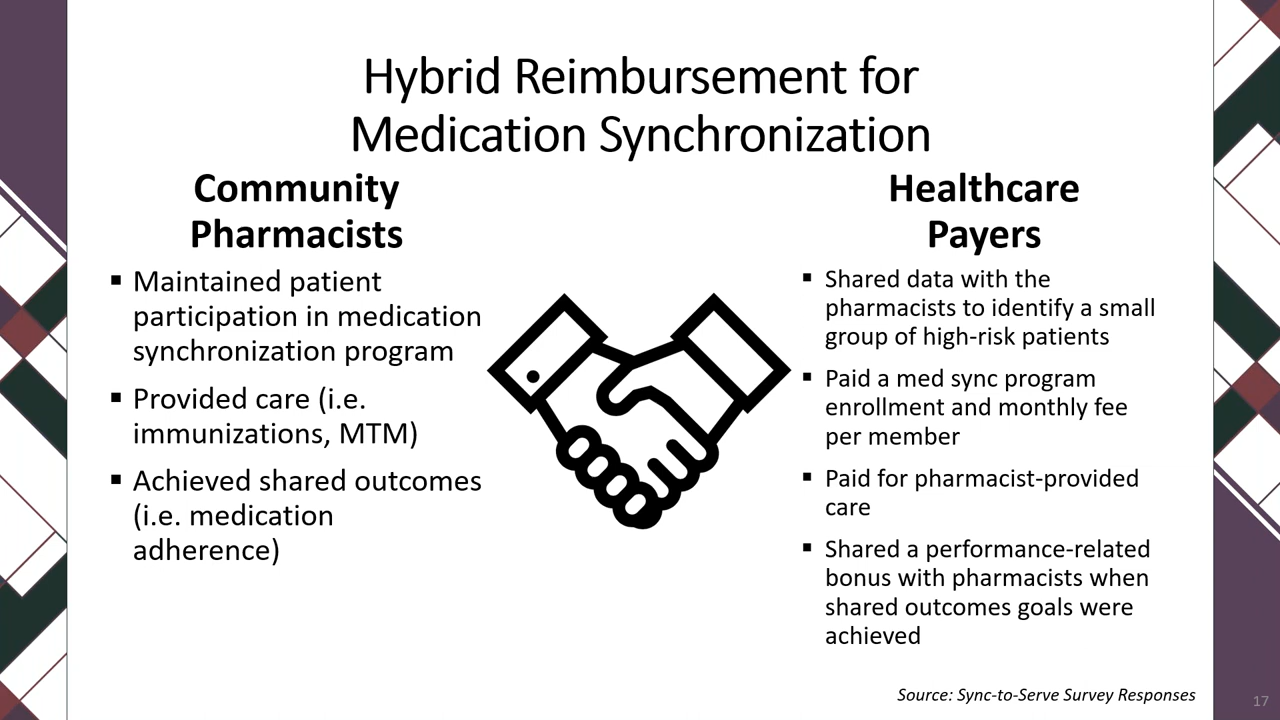 Hybrid Reimbursement for
Medication Synchronization
Community
Pharmacists
▪ Maintained patient
participation in medication
synchronization program
▪ Provided care (i.e.
immunizations, MTM)
▪ Achieved shared outcomes
(i.e. medication
adherence)
Healthcare
Payers
▪ Shared data with the
pharmacists to identify a small
group of high-risk patients
▪ Paid a med sync program
enrollment and monthly fee
per member
▪ Paid for pharmacist-provided
care
▪ Shared a performance-related
bonus with pharmacists when
shared outcomes goals were
achieved
Source: Sync-to-Serve Survey Responses
17